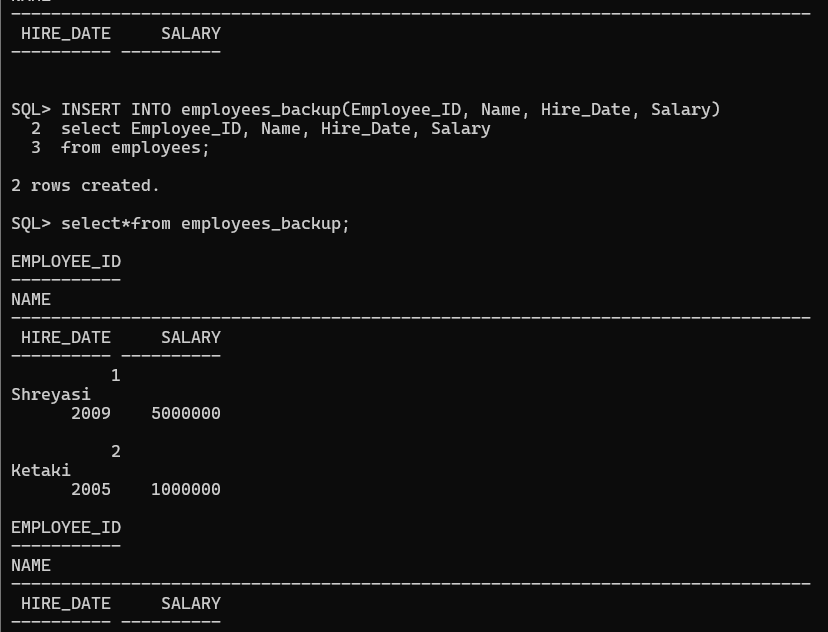 HIRE_DATE     SALARY
---------- ----------
SQL> INSERT INTO employees_backup(Employee_ID, Name, Hire_Date, Salary)
  2  select Employee_ID, Name, Hire_Date, Salary
  3  from employees;
2 rows created.
SQL> select*from employees_backup;
EMPLOYEE_ID
-----------
NAME
--------------------------------------------------------------------------------
 HIRE_DATE     SALARY
---------- ----------
          1
Shreyasi
      2009    5000000
          2
Ketaki
      2005    1000000
EMPLOYEE_ID
-----------
NAME
--------------------------------------------------------------------------------
 HIRE_DATE     SALARY
---------- ----------